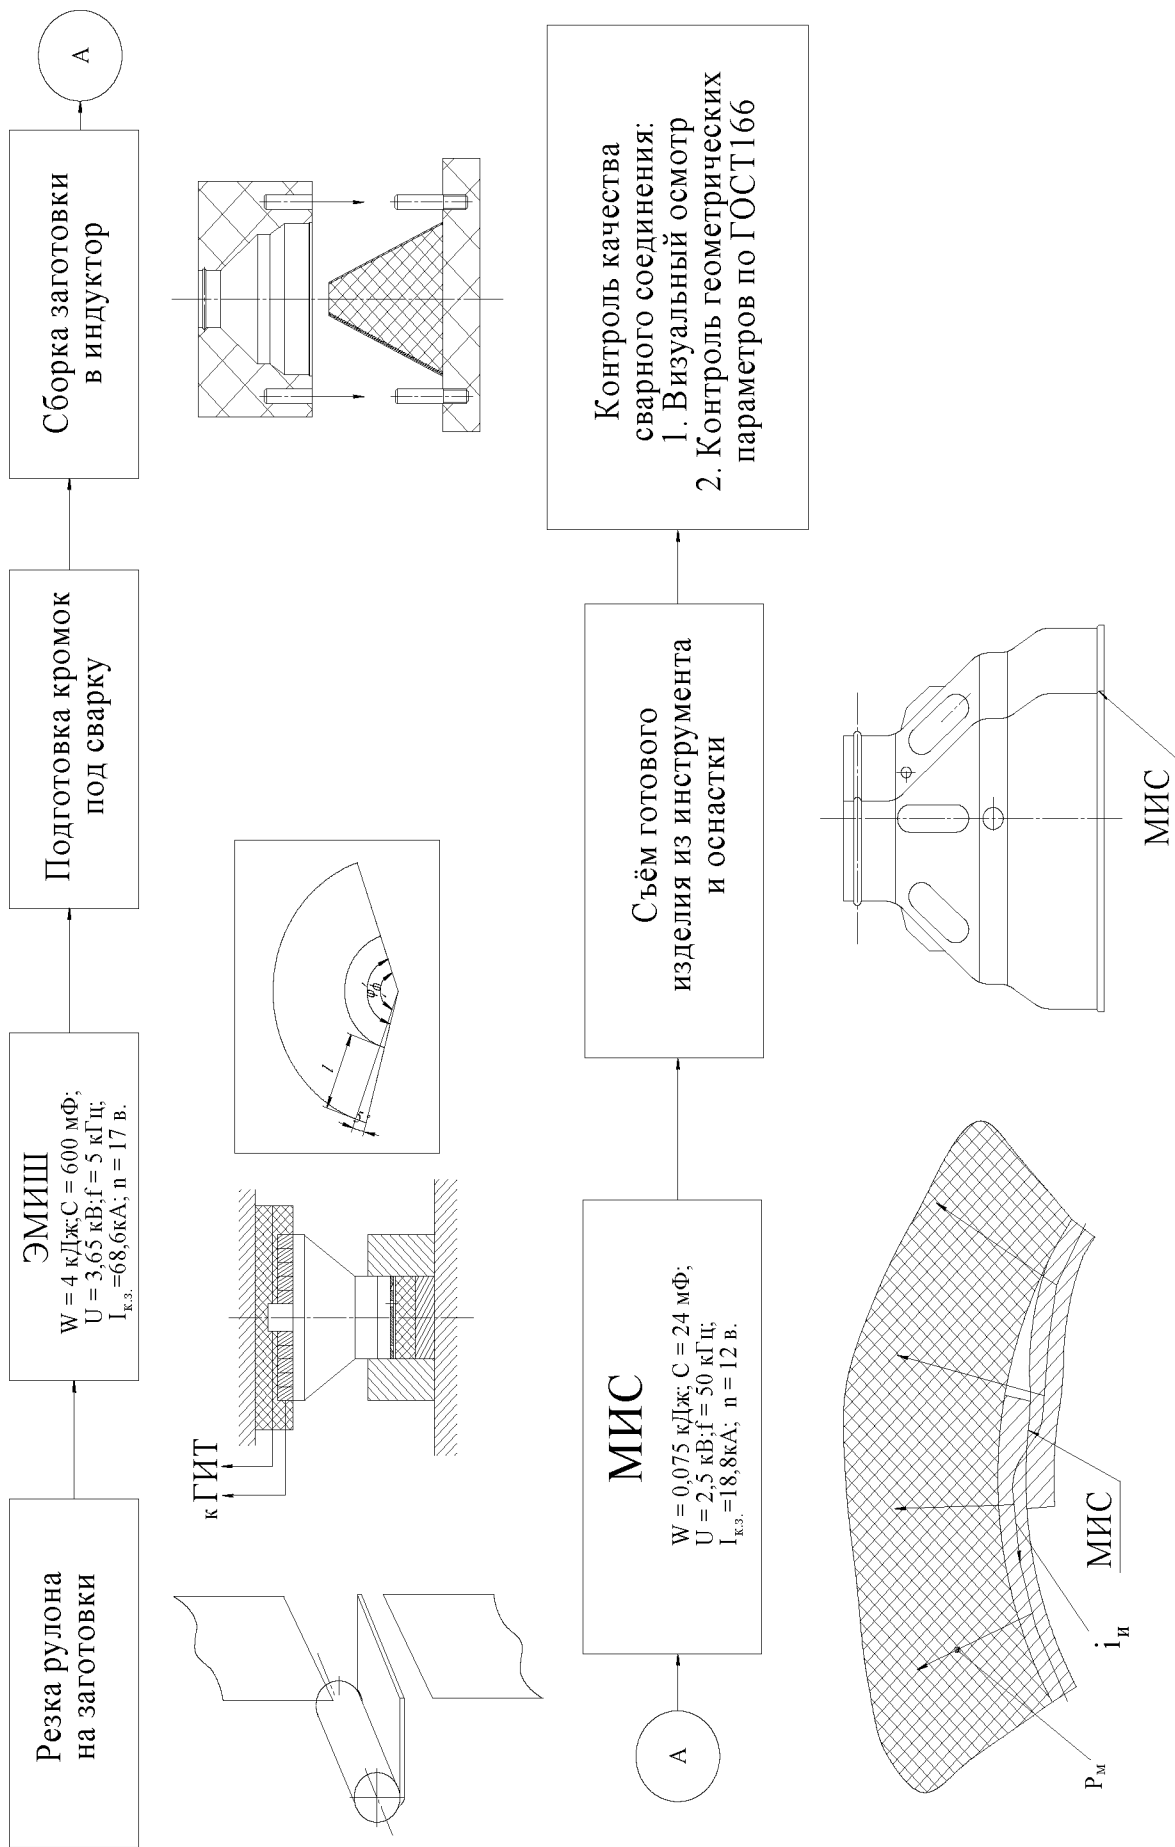 Резка рулона
на заготовки
ЭМИШ
W = 4 кДж;С = 600 мФ;
U = 3,65 кВ;f = 5 кГц;
Iк.з. =68,6кА; n = 17 в.
Подготовка кромок
под сварку
Сборка заготовки
в индуктор
А
к ГИТ
l
5°
А
МИС
W = 0,075 кДж; С = 24 мФ;
U = 2,5 кВ;f = 50 кГц;
Iк.з. =18,8кА; n = 12 в.
Съём готового
изделия из инструмента
и оснастки
Контроль качества
сварного соединения:
1. Визуальный осмотр
2. Контроль геометрических
параметров по ГОСТ166
Pм
iи
МИС
МИС